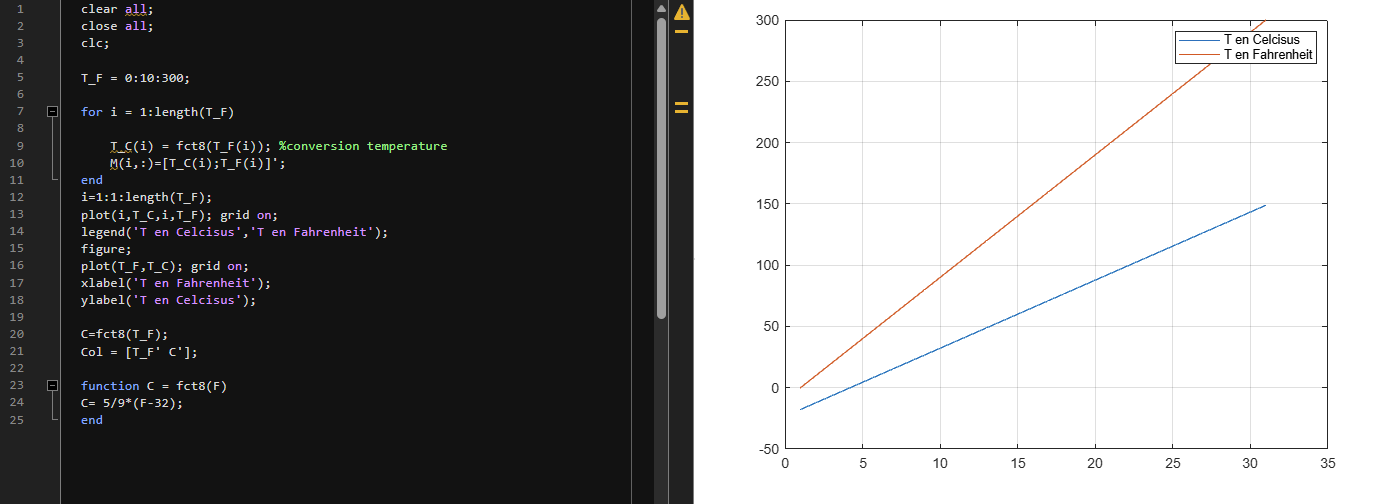 1 clear all;
2 close all;
3 clc;
4
5 T_F = 0:10:300;
6
7 for i = 1:length(T_F)
8
9 T_C(i) = fct8(T_F(i)); %conversion temperature
10 M(i,:)=[T_C(i);T_F(i)]';
11 end
12 i=1:1:length(T_F);
13 plot(i,T_C,i,T_F); grid on;
14 legend('T en Celcisus','T en Fahrenheit');
15 figure;
16 plot(T_F,T_C); grid on;
17 xlabel('T en Fahrenheit');
18 ylabel('T en Celcisus');
19
20 C=fct8(T_F);
21 Col = [T_F' C'];
22
23 function C = fct8(F)
24 C= 5/9*(F-32);
25 end
300
250
200
150
100
50
0
-50
0 5 10 15 20 25 30 35
T en Celcisus
T en Fahrenheit